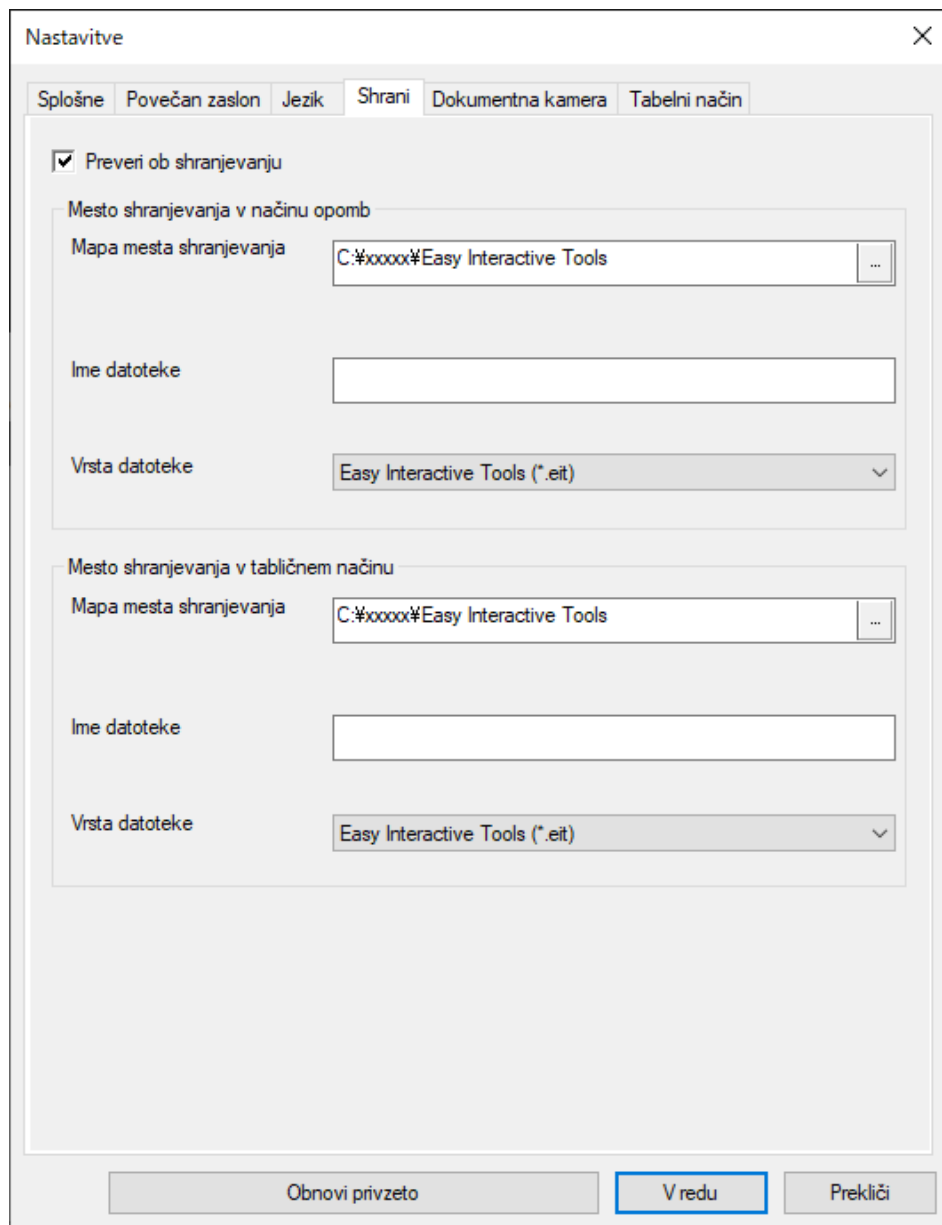 Nastavitve
Splošne Povečan zaslon Jezik Shrani Dokumentna kamera Tabelni način
Preveri ob shranjevanju
Mesto shranjevanja v načinu opomb
Mapa mesta shranjevanja C:¥xxxxx¥Easy Interactive Tools ...
Ime datoteke
Vrsta datoteke Easy Interactive Tools (*.eit)
Mesto shranjevanja v tabličnem načinu
Mapa mesta shranjevanja C:¥xxxxx¥Easy Interactive Tools ...
Ime datoteke
Vrsta datoteke Easy Interactive Tools (*.eit)
Obnovi privzeto V redu Prekliči